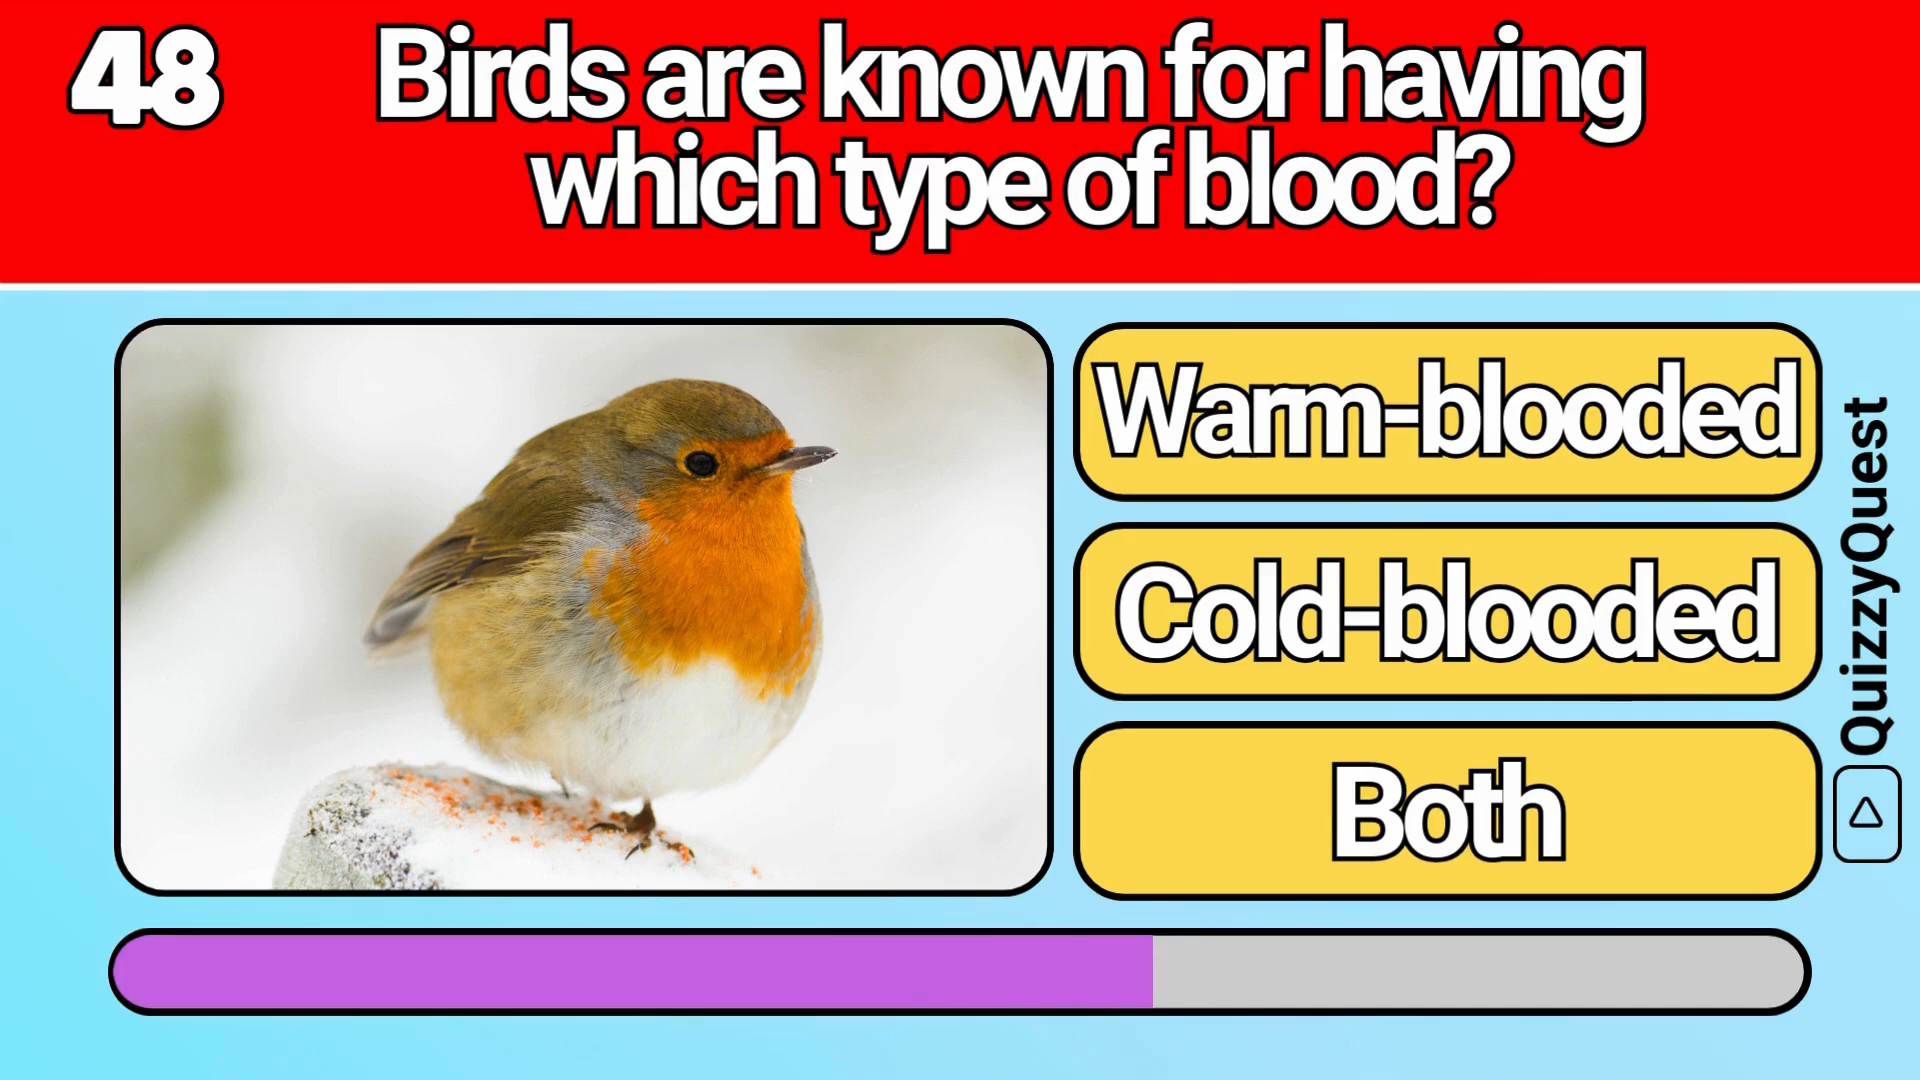 48
Birds are known for having
which type of blood?
Warm-blooded
Cold-blooded
Both
QuizzyQuest